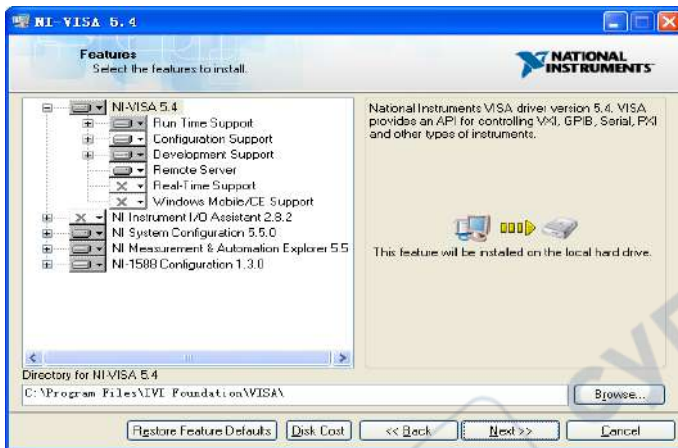 NI-VISA 5.4
Features
Select the features to install.
NATIONAL
INSTRUMENTS
NI-VISA 5.4
Run Time Support
Configuration Support
Development Support
Remote Server
Real-Time Support
Windows Mobile/CE Support
NI Instrument I/O Assistant 2.8.2
NI System Configuration 5.5.0
NI Measurement & Automation Explorer 5.5
NI-1588 Configuration 1.3.0
National Instruments VISA driver version 5.4. VISA
provides an API for controlling VXI, GPIB, Serial, PXI
and other types of instruments.
This feature will be installed on the local hard drive.
Directory for NI-VISA 5.4
C:\Program Files\IVI Foundation\VISA\
Browse...
Restore Feature Defaults
Disk Cost
<< Back
Next >>
Cancel